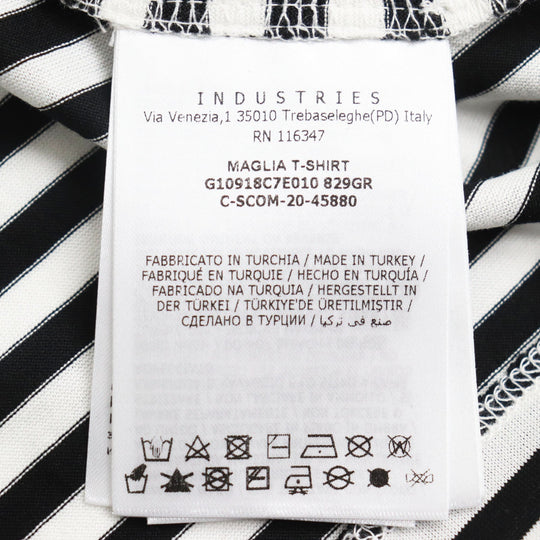 INDUSTRIES
Via Venezia,1 35010 Trebaseleghe(PD) Italy
RN 116347
MAGLIA T-SHIRT
G10918C7E010 829GR
C-SCOM-20-45880
FABBRICATO IN TURCHIA / MADE IN TURKEY /
FABRIQUÉ EN TURQUIE / HECHO EN TURQUÍA /
FABRICADO NA TURQUIA / HERGESTELLT IN
DER TÜRKEI / TÜRKİYE'DE ÜRETİLMİŞTİR /
СДЕЛАНО В ТУРЦИИ / صنع في تركيا